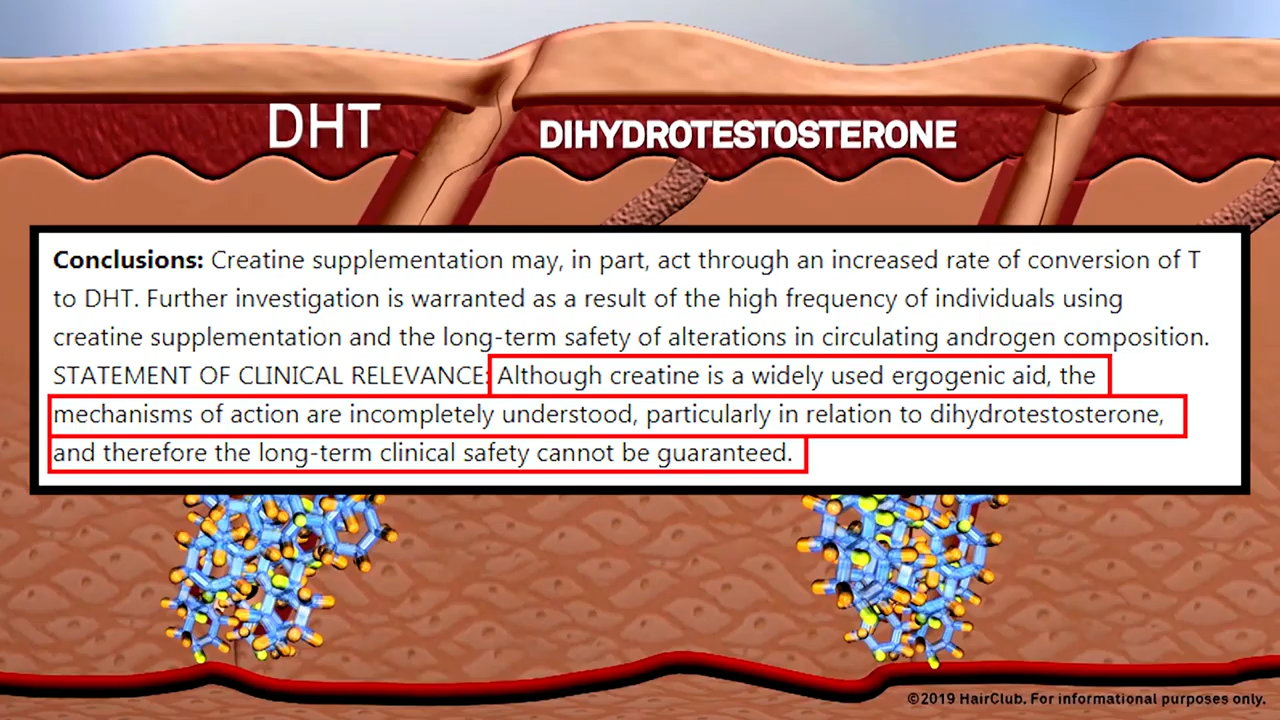 DHT
DIHYDROTESTOSTERONE
Conclusions: Creatine supplementation may, in part, act through an increased rate of conversion of T
to DHT. Further investigation is warranted as a result of the high frequency of individuals using
creatine supplementation and the long-term safety of alterations in circulating androgen composition.
STATEMENT OF CLINICAL RELEVANCE: Although creatine is a widely used ergogenic aid, the
mechanisms of action are incompletely understood, particularly in relation to dihydrotestosterone,
and therefore the long-term clinical safety cannot be guaranteed.
©2019 HairClub. For informational purposes only.